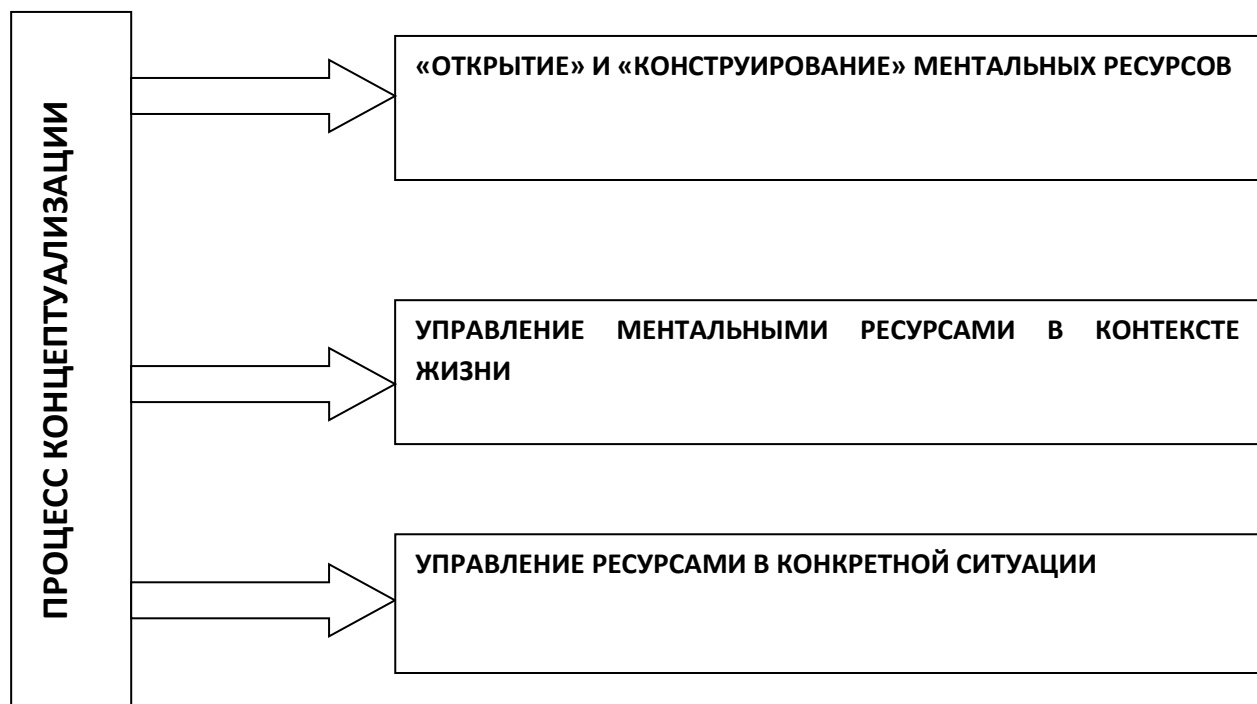 ПРОЦЕСС КОНЦЕПТУАЛИЗАЦИИ
«ОТКРЫТИЕ» И «КОНСТРУИРОВАНИЕ» МЕНТАЛЬНЫХ РЕСУРСОВ
УПРАВЛЕНИЕ МЕНТАЛЬНЫМИ РЕСУРСАМИ В КОНТЕКСТЕ
ЖИЗНИ
УПРАВЛЕНИЕ РЕСУРСАМИ В КОНКРЕТНОЙ СИТУАЦИИ